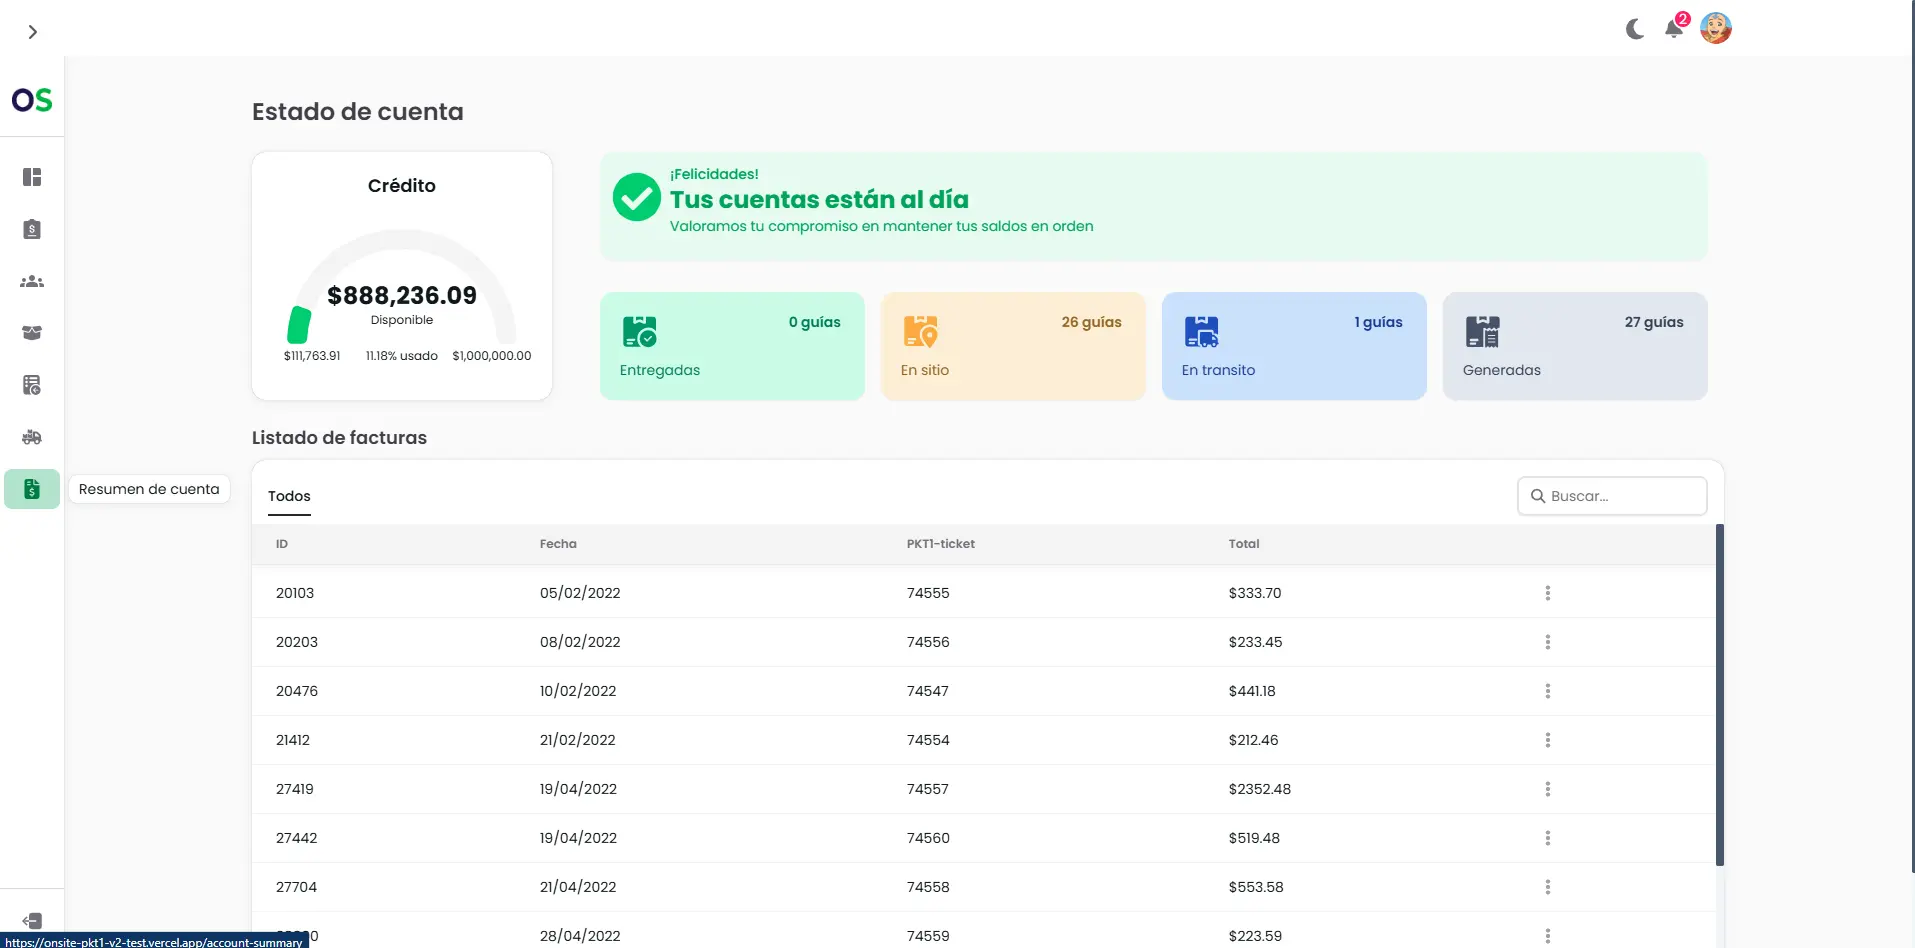 2
OS
Estado de cuenta
Crédito
$888,236.09
Disponible
$111,763.91 11.18% usado $1,000,000.00
¡Felicidades!
Tus cuentas están al día
Valoramos tu compromiso en mantener tus saldos en orden
0 guías
Entregadas
26 guías
En sitio
1 guías
En transito
27 guías
Generadas
Listado de facturas
Resumen de cuenta
Todos
Buscar...
ID Fecha PKT1-ticket Total
20103 05/02/2022 74555 $333.70
20203 08/02/2022 74556 $233.45
20476 10/02/2022 74547 $441.18
21412 21/02/2022 74554 $212.46
27419 19/04/2022 74557 $2352.48
27442 19/04/2022 74560 $519.48
27704 21/04/2022 74558 $553.58
28/04/2022 74559 $223.59
https://onsite-pkt1-v2-test.vercel.app/account-summary